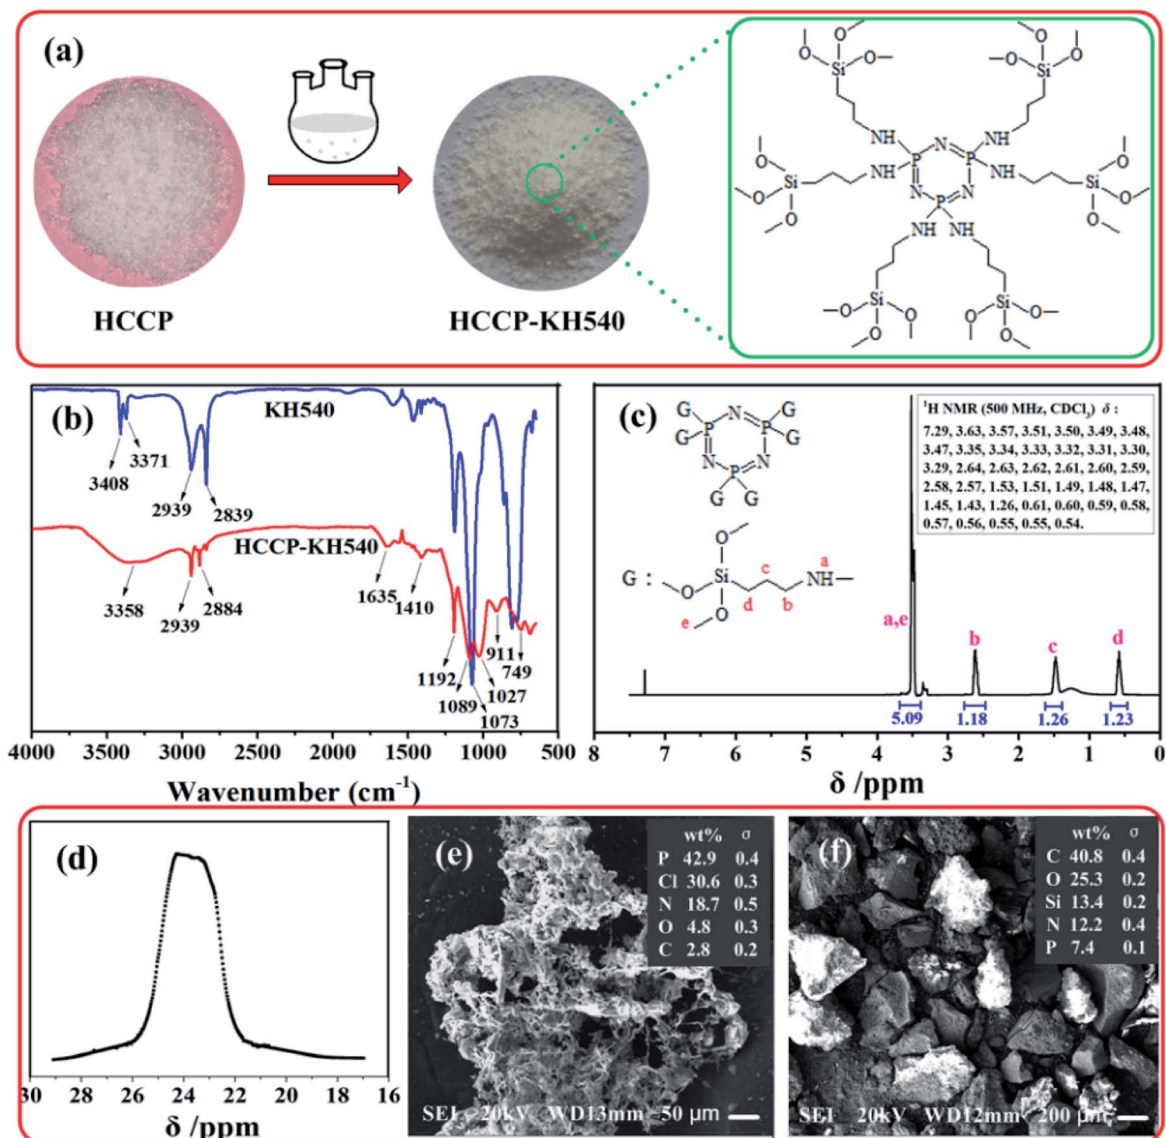 (a)
HCCP
HCCP-KH540
O O
O O
Si O Si O
NH NH
N
O P P O
Si NH NH Si
O O
O N N O
P
NH NH
O Si O O Si O
O O
(b)
KH540
3408
3371
2939
2839
HCCP-KH540
3358
2939
2884
1635
1410
1192
1089
1073
1027
911
749
4000 3500 3000 2500 2000 1500 1000 500
Wavenumber (cm-1)
(c)
G N G
G P P G
N N
P
G G
G :
O
O Si NH
O
a
b
c
d
e
1H NMR (500 MHz, CDCl3) δ :
7.29, 3.63, 3.57, 3.51, 3.50, 3.49, 3.48,
3.47, 3.35, 3.34, 3.33, 3.32, 3.31, 3.30,
3.29, 2.64, 2.63, 2.62, 2.61, 2.60, 2.59,
2.58, 2.57, 1.53, 1.51, 1.49, 1.48, 1.47,
1.45, 1.43, 1.26, 0.61, 0.60, 0.59, 0.58,
0.57, 0.56, 0.55, 0.55, 0.54.
a,e b c d
5.09 1.18 1.26 1.23
8 7 6 5 4 3 2 1 0
δ /ppm
(d)
30 28 26 24 22 20 18 16
δ /ppm
(e)
wt% σ
P 42.9 0.4
Cl 30.6 0.3
N 18.7 0.5
O 4.8 0.3
C 2.8 0.2
SEI 20kV WD13mm 50 μm
(f)
wt% σ
C 40.8 0.4
O 25.3 0.2
Si 13.4 0.2
N 12.2 0.4
P 7.4 0.1
SEI 20kV WD12mm 200 μm